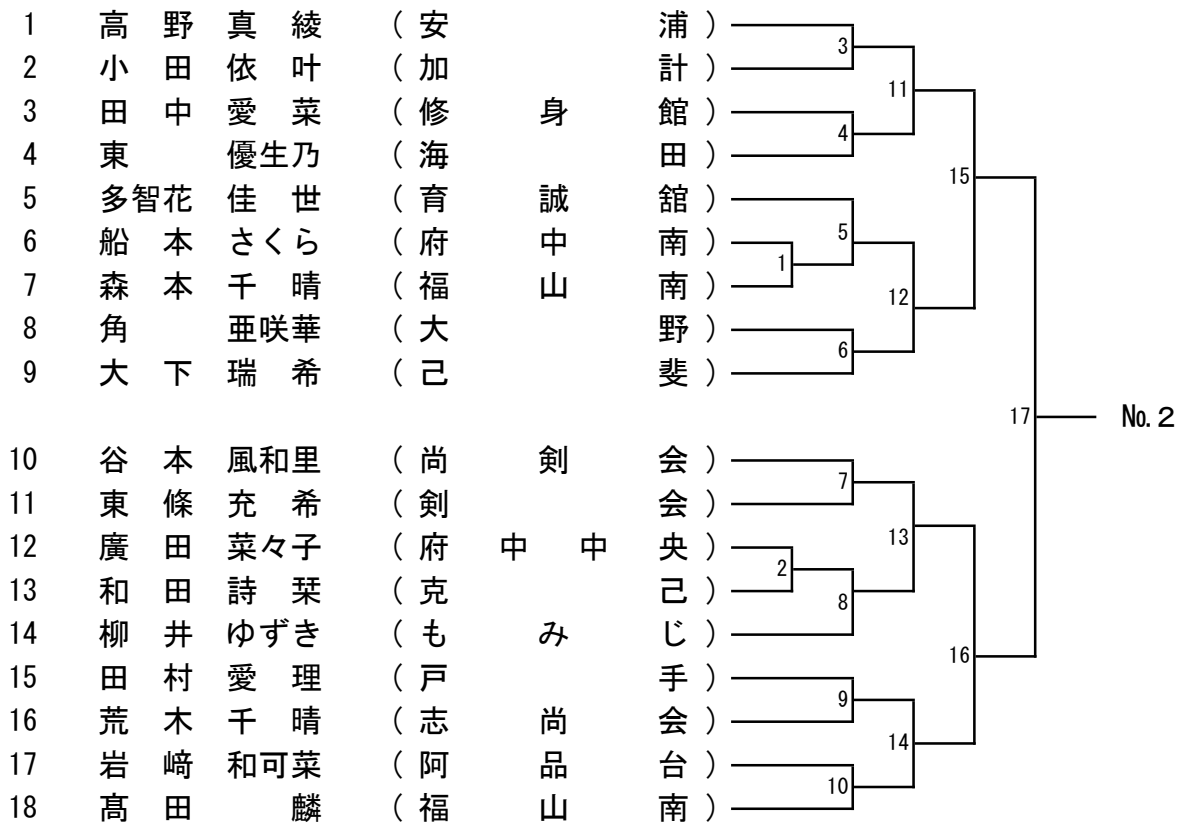 1 高野真綾 (安浦)
2 小田依叶 (加計)
3 田中愛菜 (修身館)
4 東優生乃 (海田)
5 多智花佳世 (育誠舘)
6 船本さくら (府中南)
7 森本千晴 (福山南)
8 角亜咲華 (大野)
9 大下瑞希 (己斐)
10 谷本風和里 (尚剣会)
11 東條充希 (剣会)
12 廣田菜々子 (府中中央)
13 和田詩栞 (克己)
14 柳井ゆずき (もみじ)
15 田村愛理 (戸手)
16 荒木千晴 (志尚会)
17 岩﨑和可菜 (阿品台)
18 髙田麟 (福山南)
3
11
4
15
5
1
12
6
17 №2
7
13
2
8
16
9
14
10